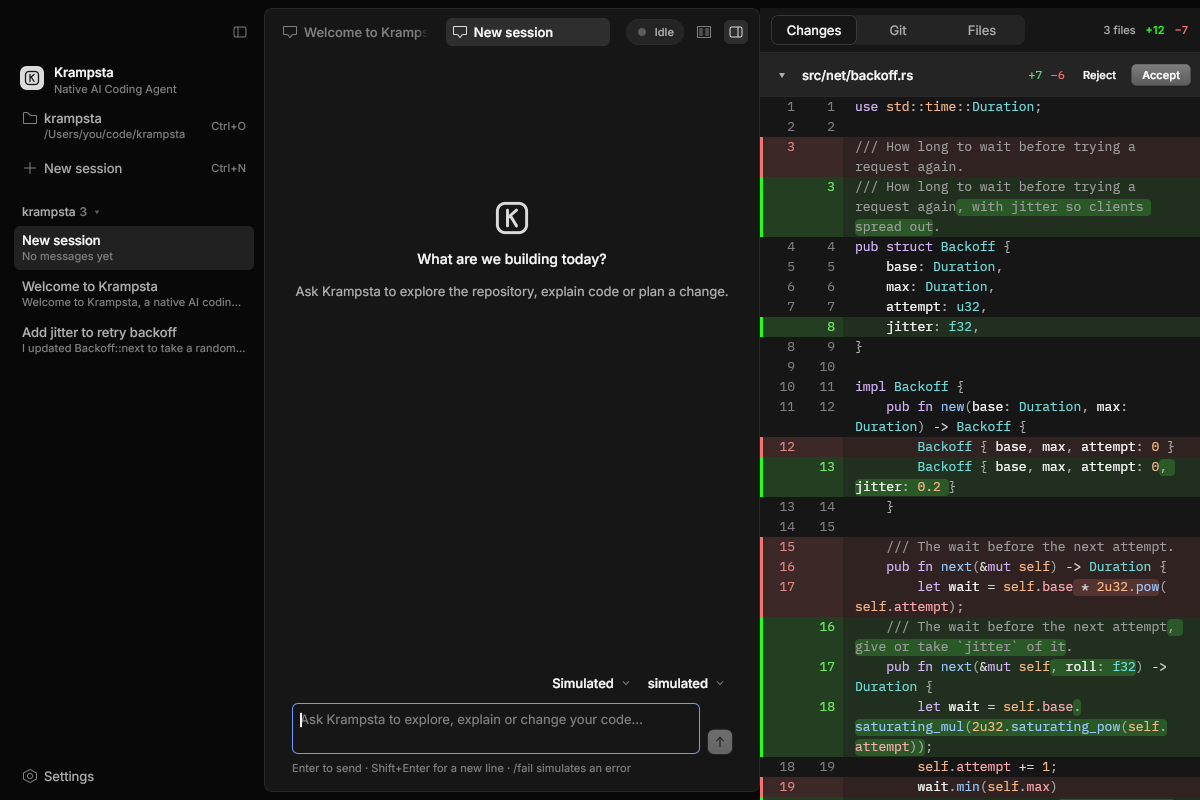 Krampsta
Native AI Coding Agent
krampsta
/Users/you/code/krampsta
Ctrl+O
New session
Ctrl+N
krampsta 3
New session
No messages yet
Welcome to Krampsta
Welcome to Krampsta, a native AI codin...
Add jitter to retry backoff
I updated Backoff::next to take a random...
Settings
Welcome to Kramps
New session
Idle
K
What are we building today?
Ask Krampsta to explore the repository, explain code or plan a change.
Simulated
simulated
Ask Krampsta to explore, explain or change your code...
Enter to send · Shift+Enter for a new line · /fail simulates an error
Changes
Git
Files
3 files +12 −7
src/net/backoff.rs
+7 −6
Reject
Accept
1 1 use std::time::Duration;
2 2
3 /// How long to wait before trying a
request again.
3 /// How long to wait before trying a
request again, with jitter so clients
spread out.
4 4 pub struct Backoff {
5 5 base: Duration,
6 6 max: Duration,
7 7 attempt: u32,
8 jitter: f32,
8 9 }
9 10
10 11 impl Backoff {
11 12 pub fn new(base: Duration, max:
Duration) -> Backoff {
12 Backoff { base, max, attempt: 0 }
13 Backoff { base, max, attempt: 0,
jitter: 0.2 }
13 14 }
14 15
15 /// The wait before the next attempt.
16 pub fn next(&mut self) -> Duration {
17 let wait = self.base * 2u32.pow(
self.attempt);
16 /// The wait before the next attempt,
give or take `jitter` of it.
17 pub fn next(&mut self, roll: f32) ->
Duration {
18 let wait = self.base.
saturating_mul(2u32.saturating_pow(self.
attempt));
18 19 self.attempt += 1;
19 wait.min(self.max)